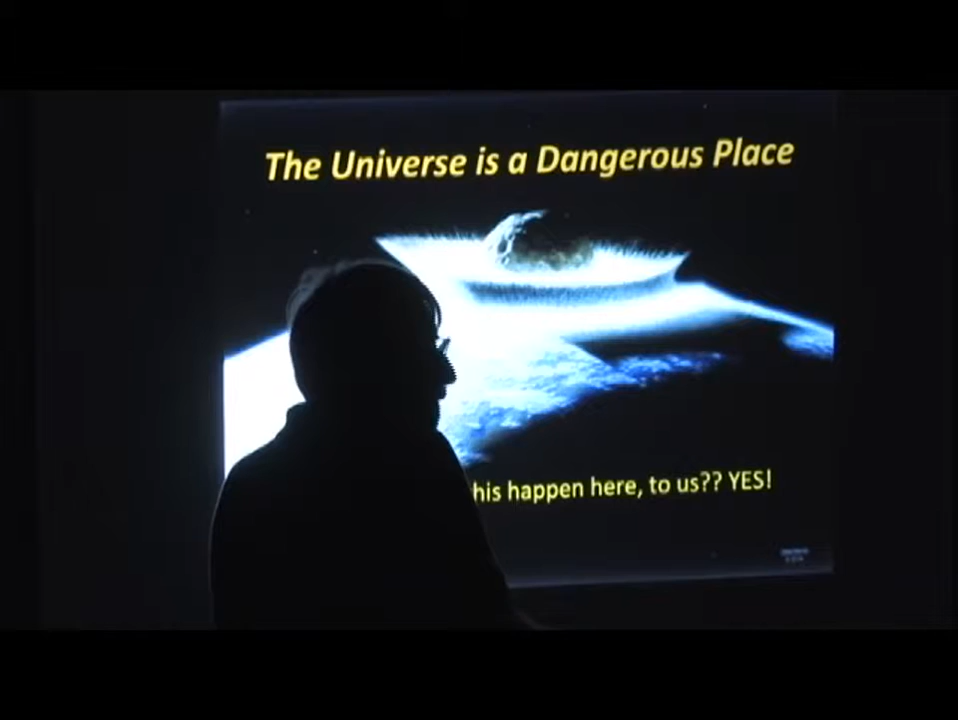 The Universe is a Dangerous Place
his happen here, to us?? YES!